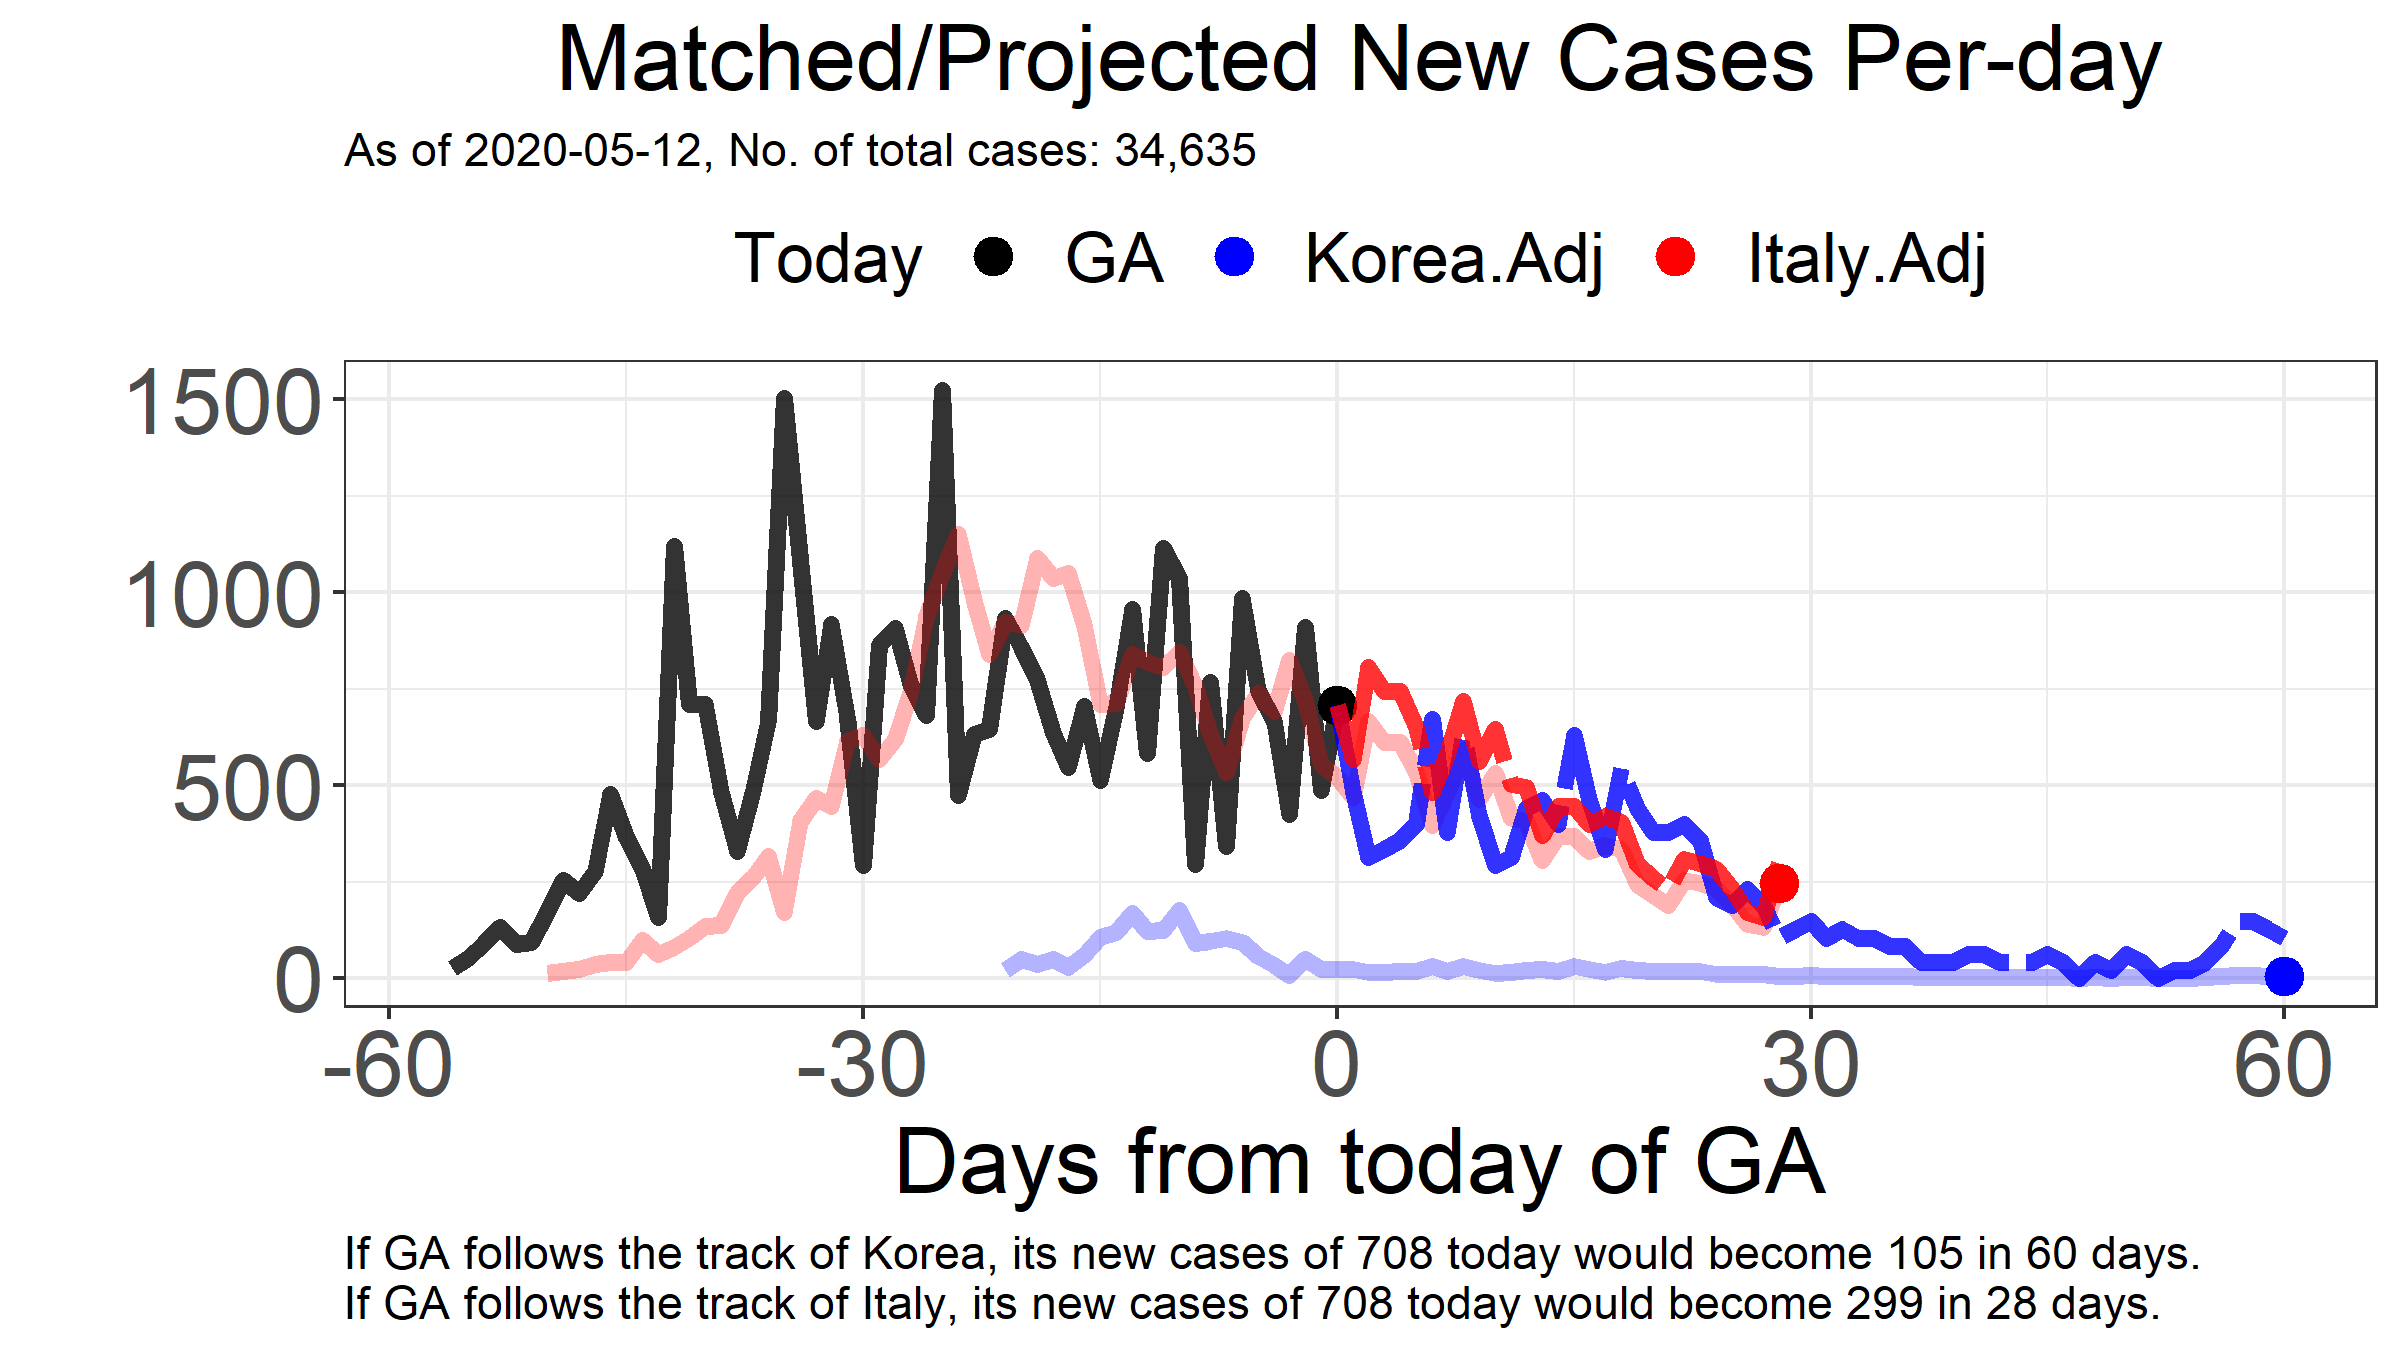 Matched/Projected New Cases Per-day
As of 2020-05-12, No. of total cases: 34,635
Today GA Korea.Adj Italy.Adj
1500
1000
500
0
-60 -30 0 30 60
Days from today of GA
If GA follows the track of Korea, its new cases of 708 today would become 105 in 60 days.
If GA follows the track of Italy, its new cases of 708 today would become 299 in 28 days.